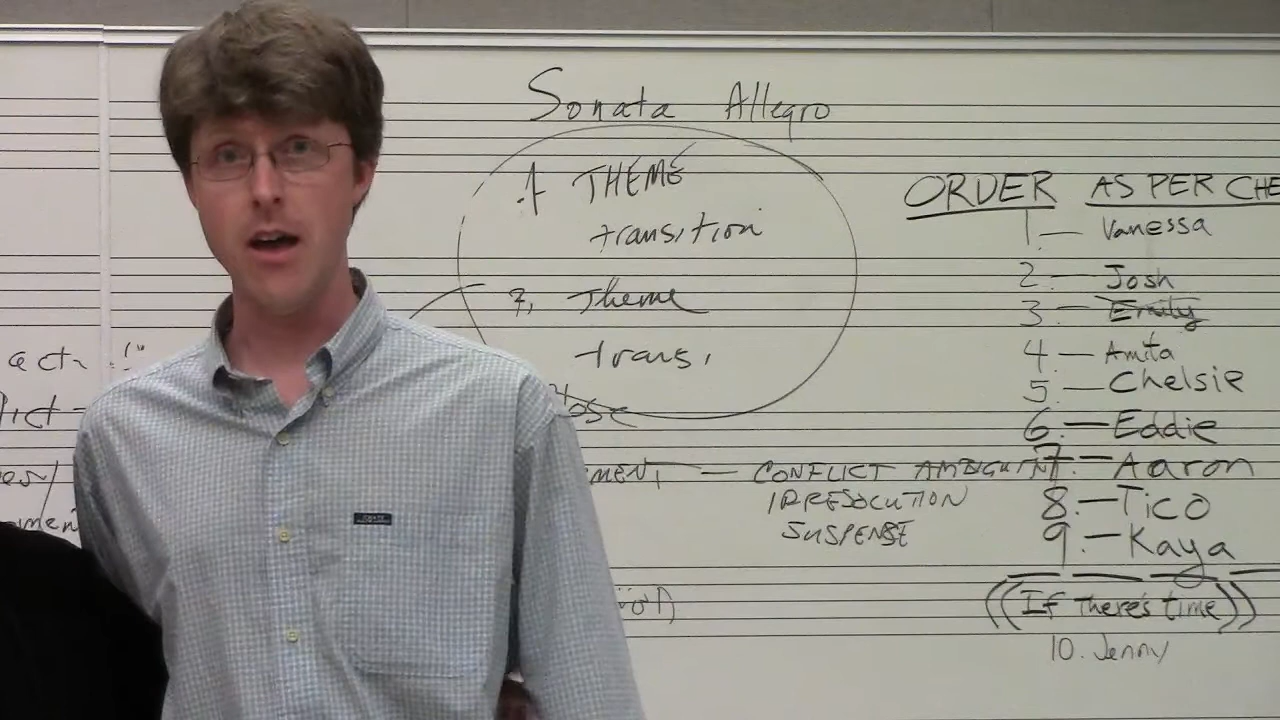 Sonata Allegro
1 THEME
transition
2, Theme
trans,
ORDER AS PER CHE
1 — Vanessa
2 — Josh
3 — Emily
4 — Amita
5 — Chelsie
6 — Eddie
7 — Aaron
8 — Tico
9 — Kaya
((If there's time))
10. Jenny
CONFLICT AMBIGUITY
IRRESOLUTION
SUSPENSE